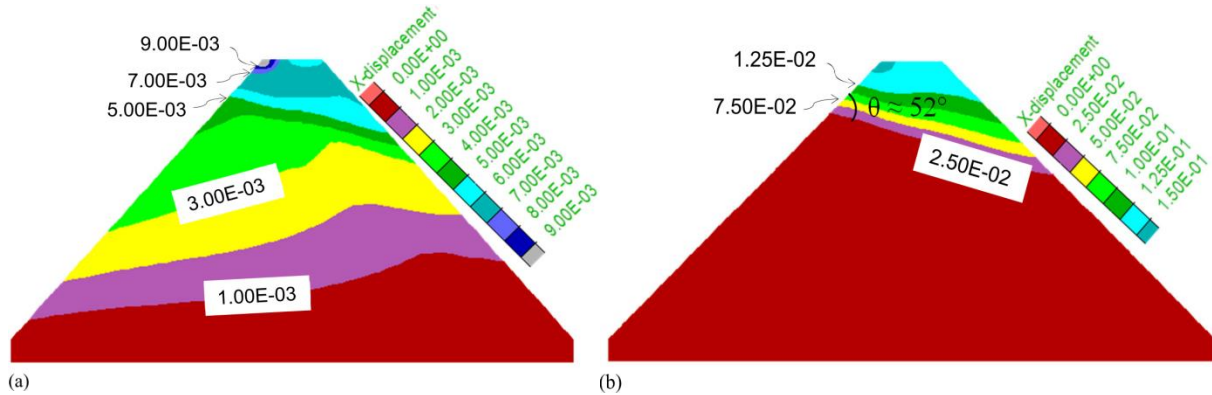 9.00E-03
7.00E-03
5.00E-03
3.00E-03
1.00E-03
X-displacement
0.00E+00
1.00E-03
2.00E-03
3.00E-03
4.00E-03
5.00E-03
6.00E-03
7.00E-03
8.00E-03
9.00E-03
(a)
1.25E-02
7.50E-02
θ ≈ 52°
2.50E-02
X-displacement
0.00E+00
2.50E-02
5.00E-02
7.50E-02
1.00E-01
1.25E-01
1.50E-01
(b)